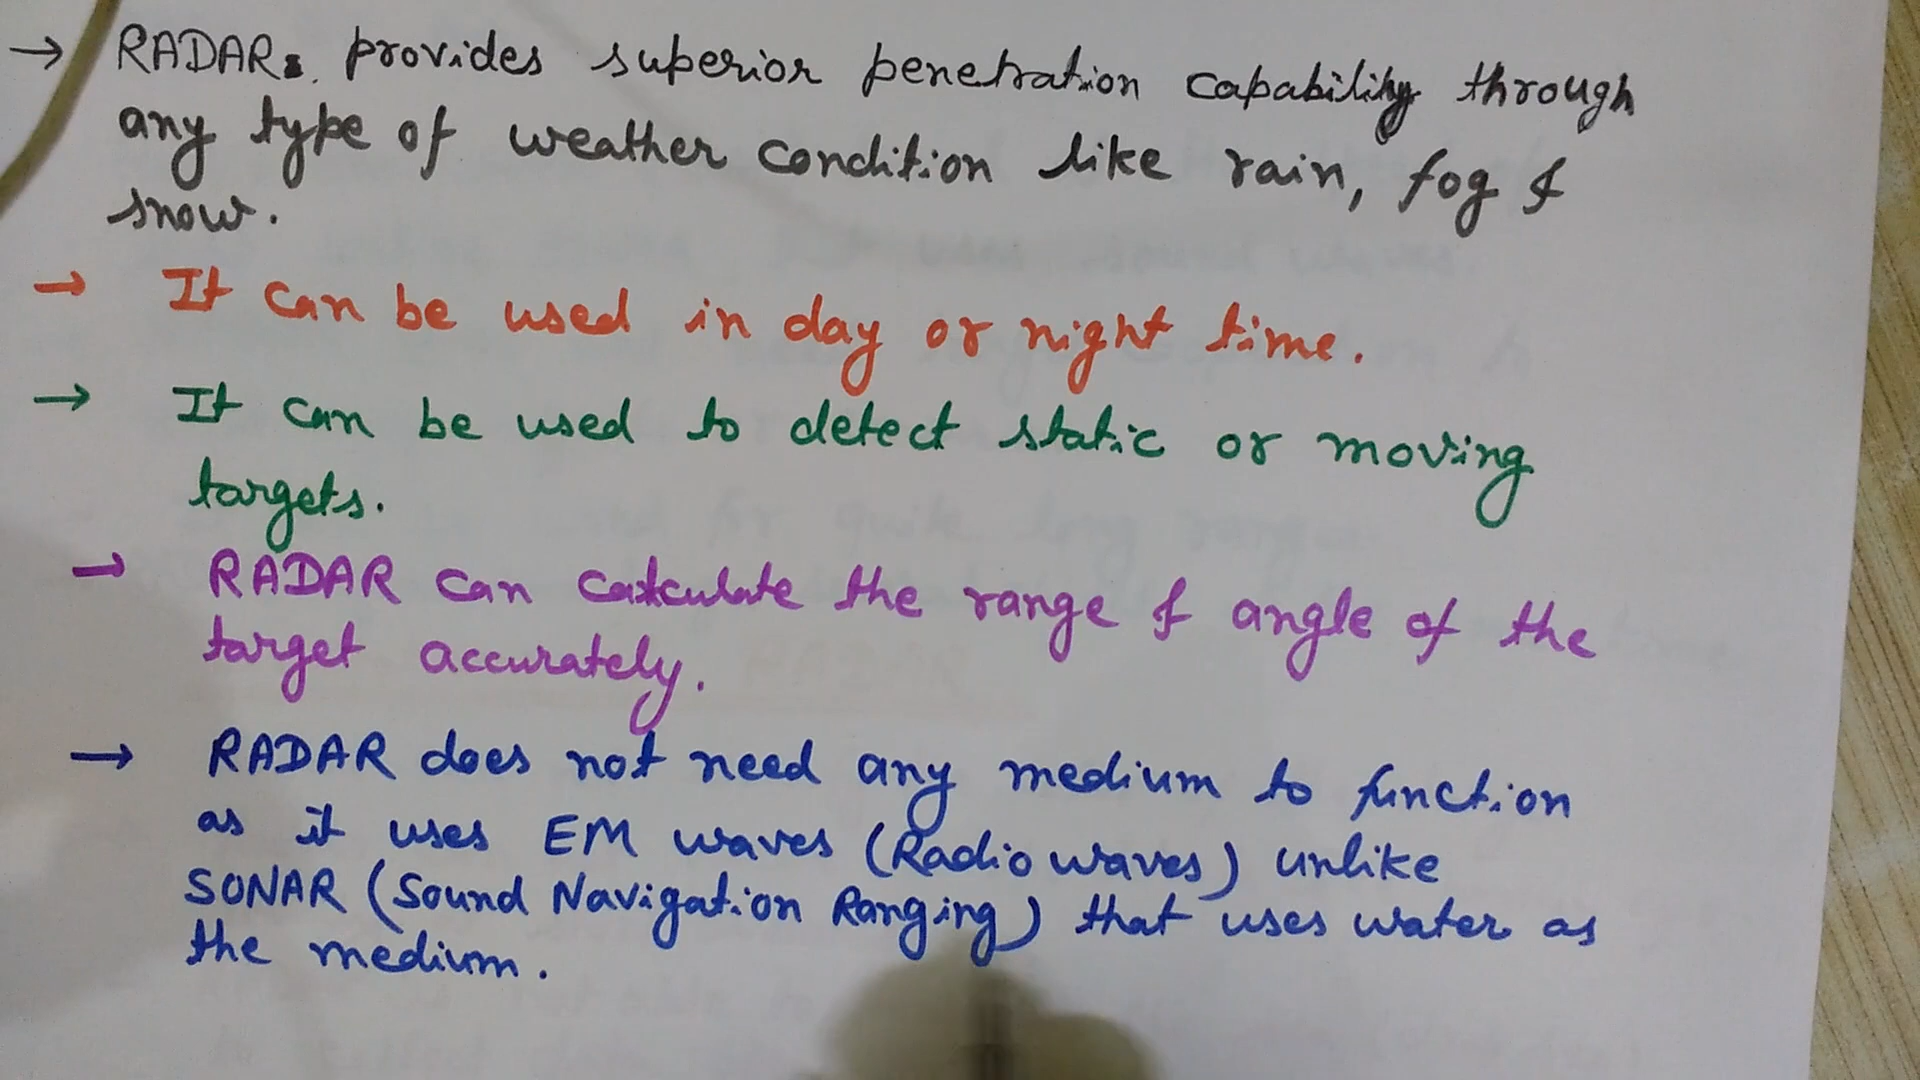 → RADAR provides superior penetration capability through
any type of weather condition like rain, fog &
snow.
→ It can be used in day or night time.
→ It can be used to detect static or moving
targets.
→ RADAR can calculate the range & angle of the
target accurately.
→ RADAR does not need any medium to function
as it uses EM waves (Radio waves) unlike
SONAR (Sound Navigation Ranging) that uses water as
the medium.